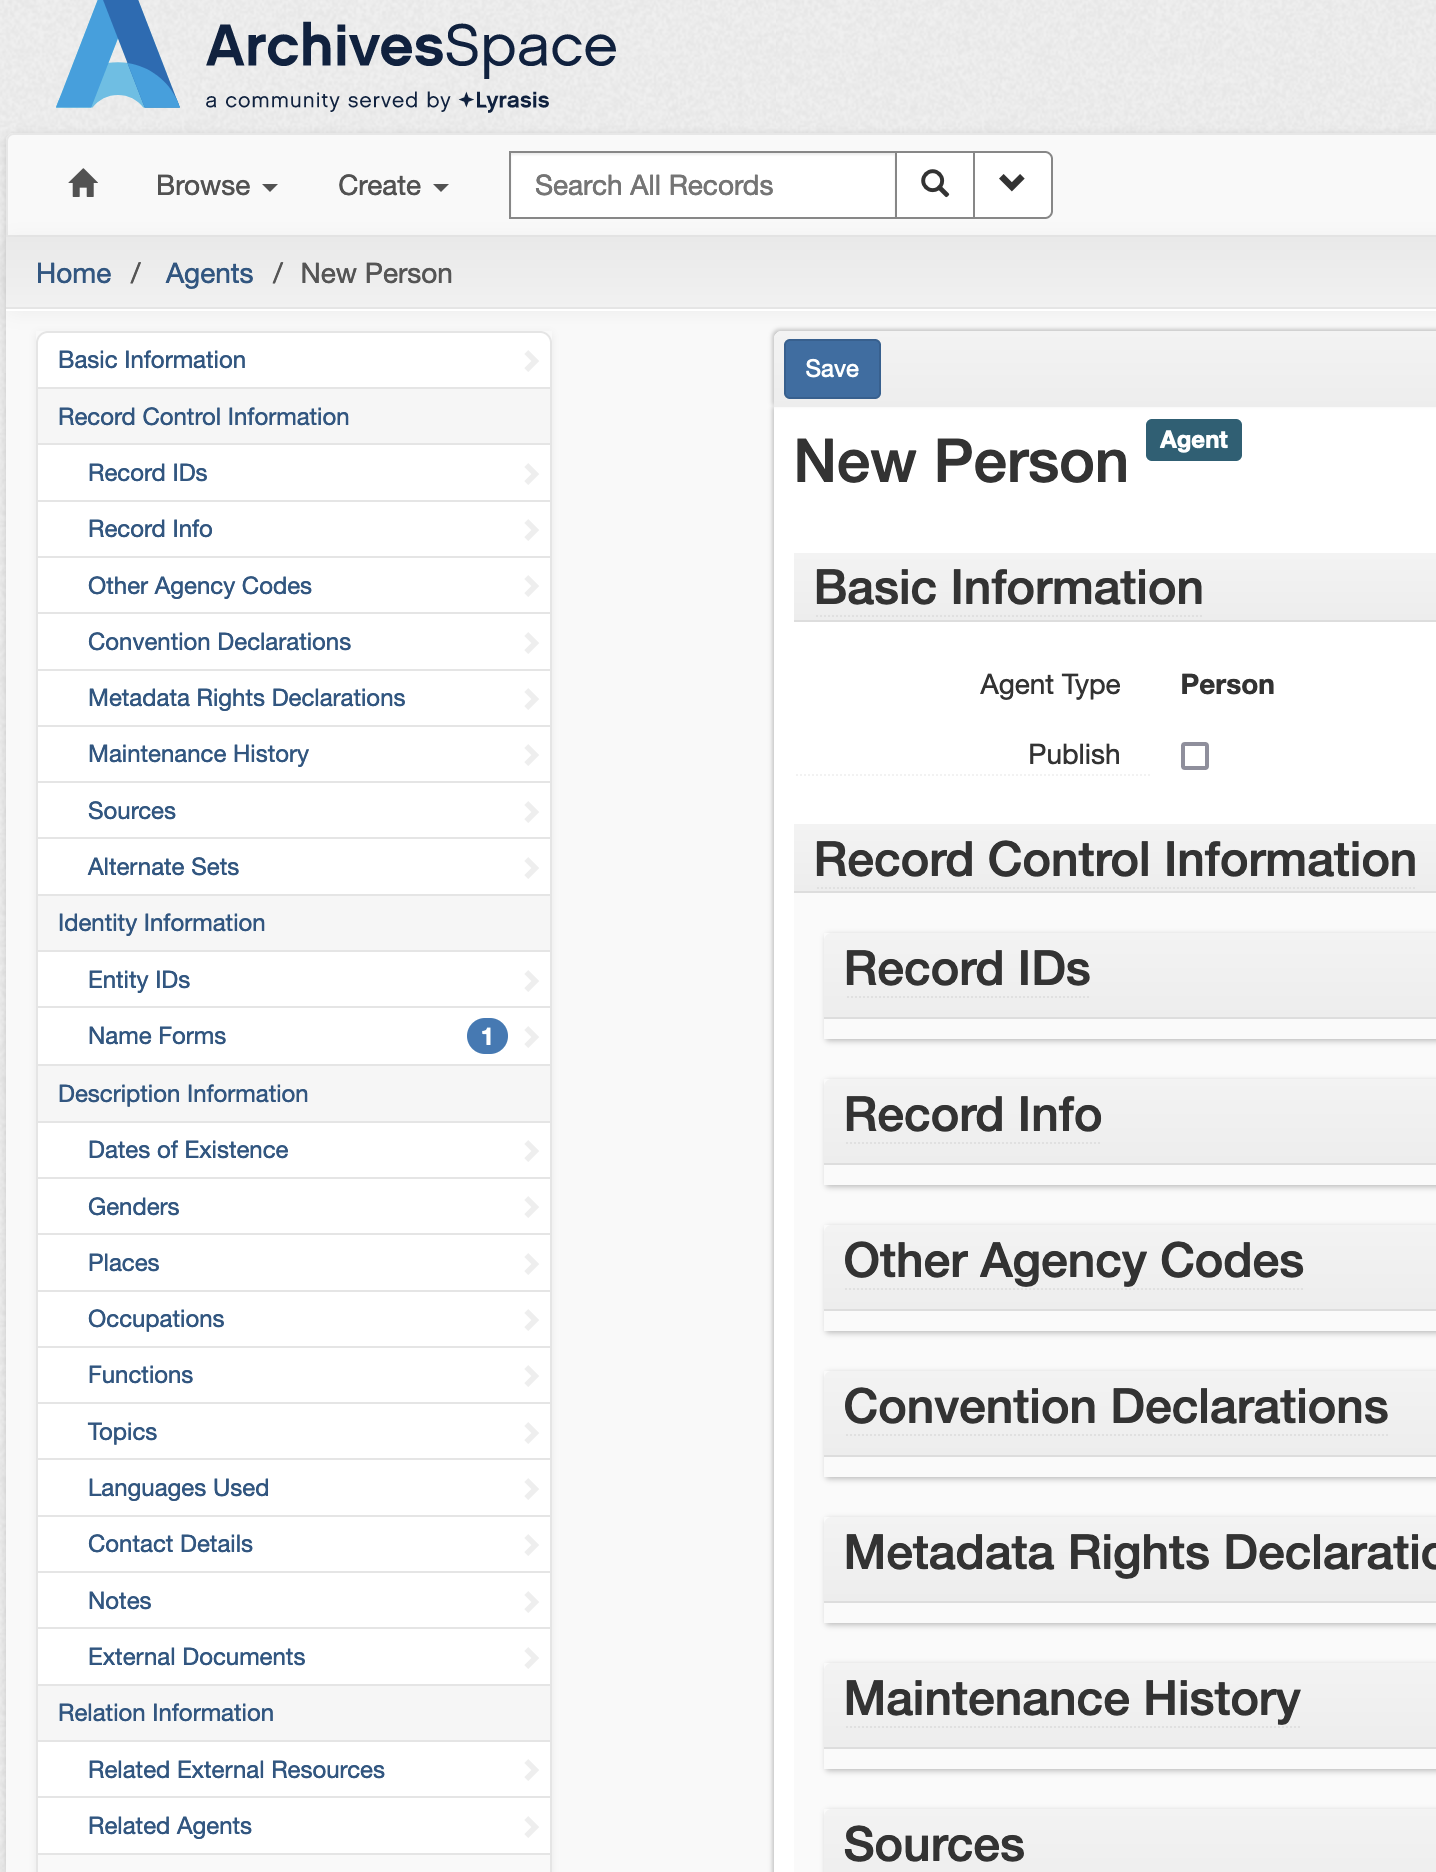 ArchivesSpace
a community served by Lyrasis
Browse
Create
Search All Records
Home / Agents / New Person
Basic Information
Record Control Information
Record IDs
Record Info
Other Agency Codes
Convention Declarations
Metadata Rights Declarations
Maintenance History
Sources
Alternate Sets
Identity Information
Entity IDs
Name Forms 1
Description Information
Dates of Existence
Genders
Places
Occupations
Functions
Topics
Languages Used
Contact Details
Notes
External Documents
Relation Information
Related External Resources
Related Agents
Save
New Person Agent
Basic Information
Agent Type Person
Publish
Record Control Information
Record IDs
Record Info
Other Agency Codes
Convention Declarations
Metadata Rights Declaratio
Maintenance History
Sources